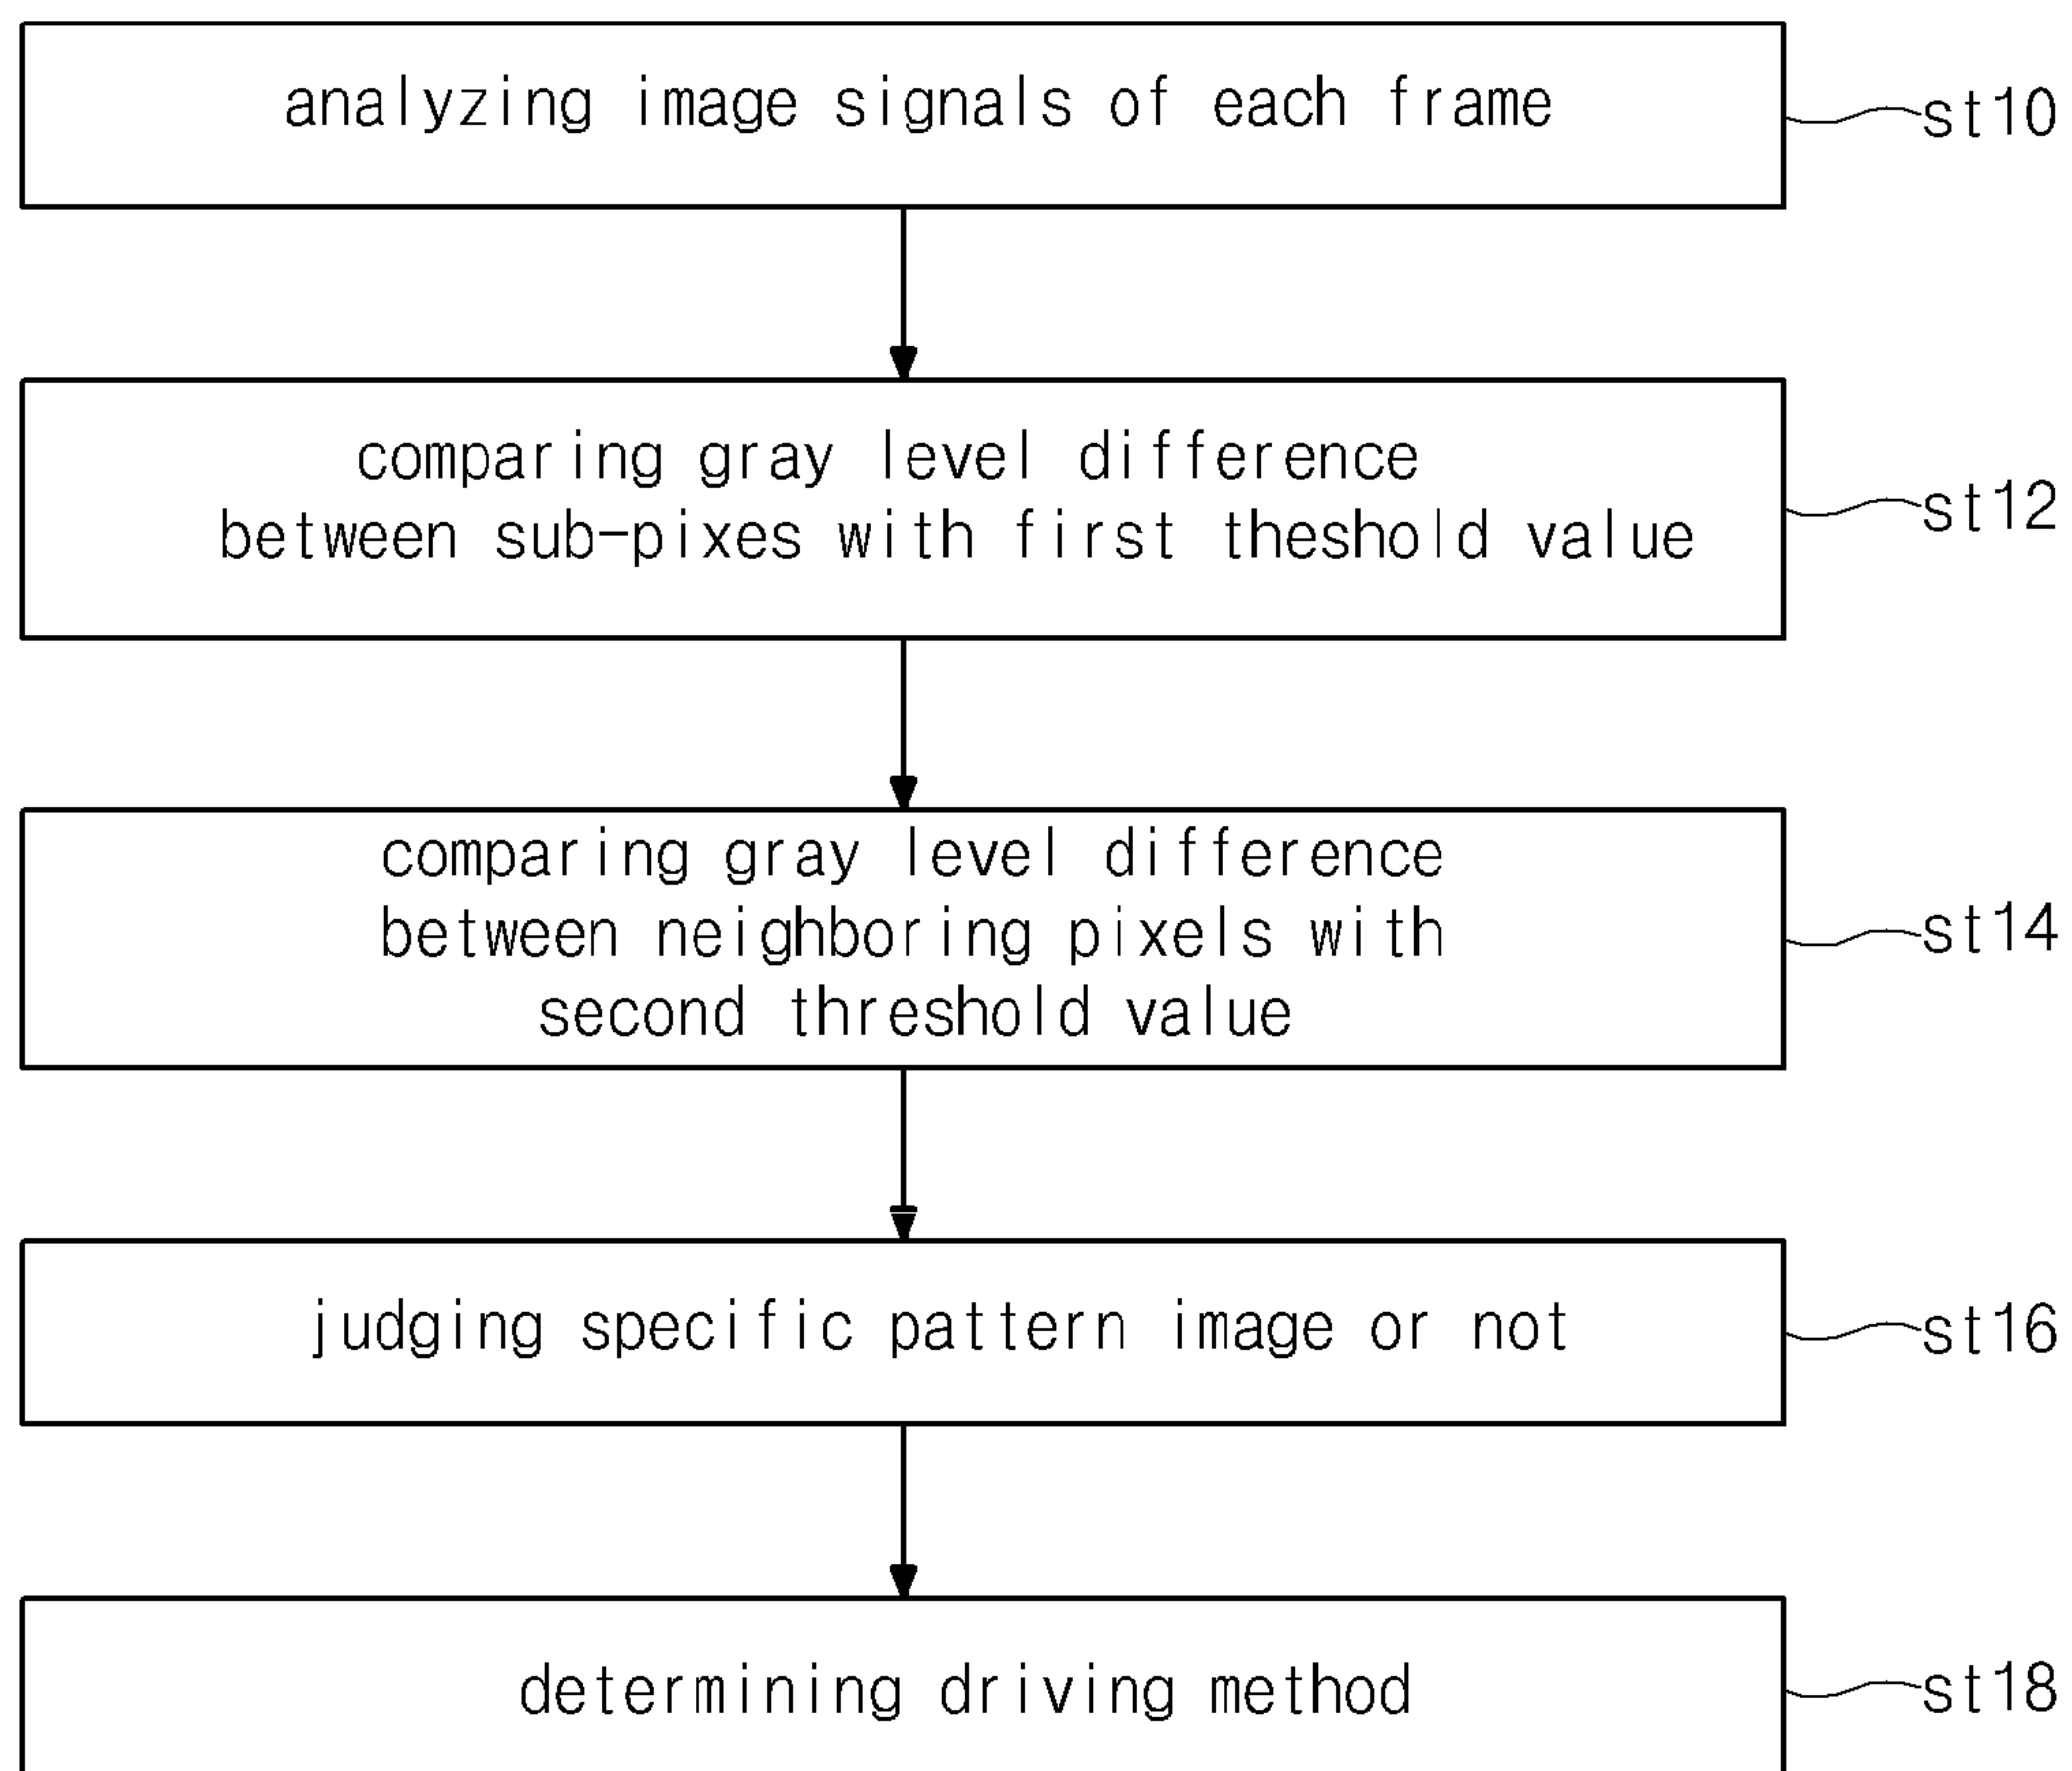 analyzing image signals of each frame
st10
comparing gray level difference
between sub-pixes with first theshold value
st12
comparing gray level difference
between neighboring pixels with
second threshold value
st14
judging specific pattern image or not
st16
determining driving method
st18